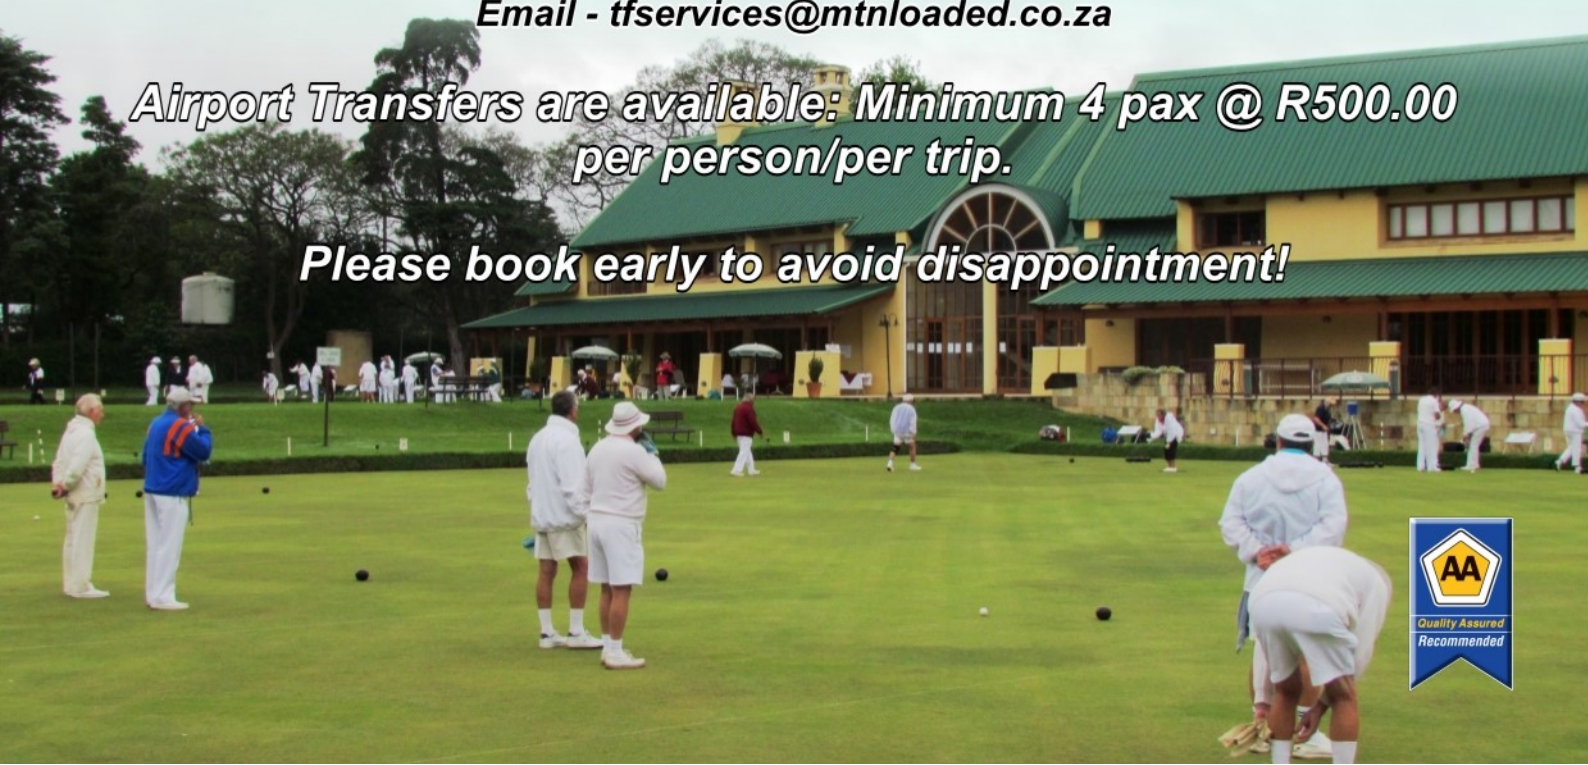 Email - tfservices@mtnloaded.co.za
Airport Transfers are available: Minimum 4 pax @ R500.00
per person/per trip.
Please book early to avoid disappointment!
AA
Quality Assured
Recommended